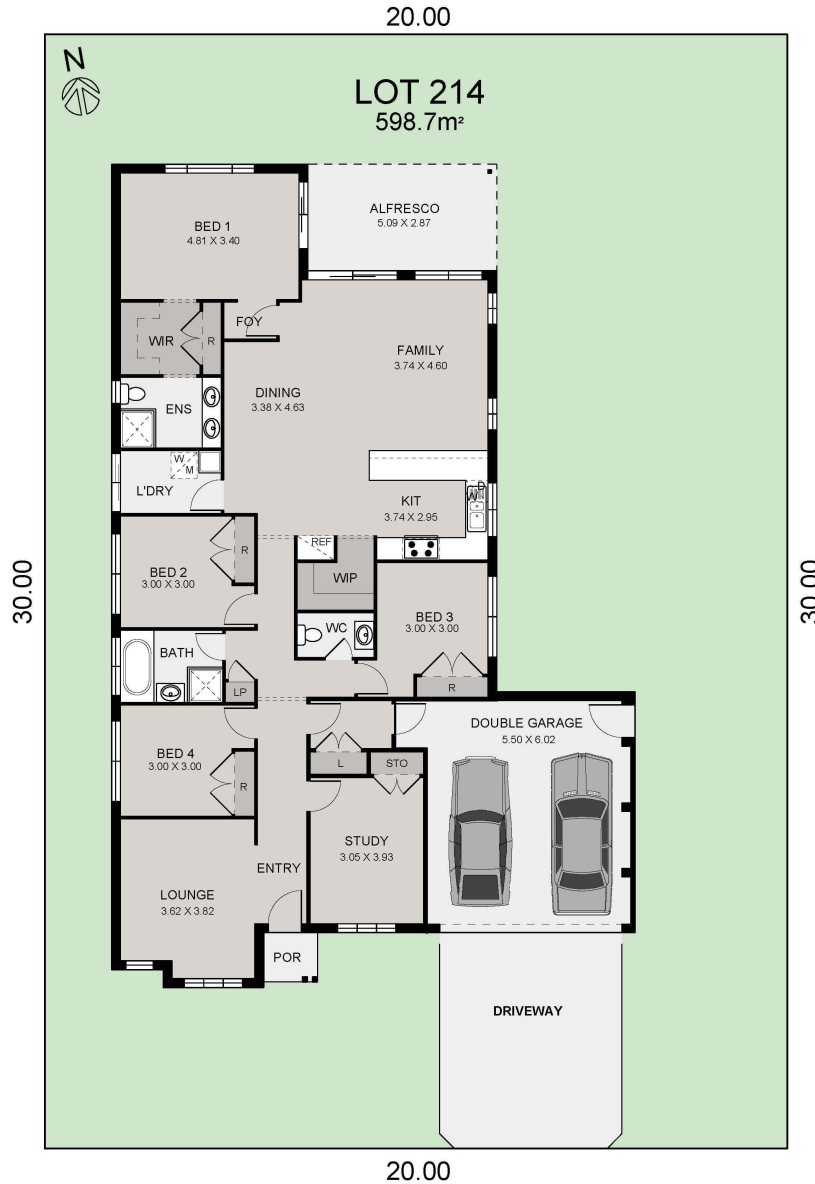 20.00
N
LOT 214
598.7m²
ALFRESCO
5.09 X 2.87
BED 1
4.81 X 3.40
FOY
WIR
R
FAMILY
3.74 X 4.60
DINING
3.38 X 4.63
ENS
W
M
L'DRY
KIT
3.74 X 2.95
D
W
REF
R
BED 2
3.00 X 3.00
WIP
30.00
30.00
WC
BED 3
3.00 X 3.00
BATH
LP
R
DOUBLE GARAGE
5.50 X 6.02
BED 4
3.00 X 3.00
L
STO
R
STUDY
3.05 X 3.93
ENTRY
LOUNGE
3.62 X 3.82
POR
DRIVEWAY
20.00